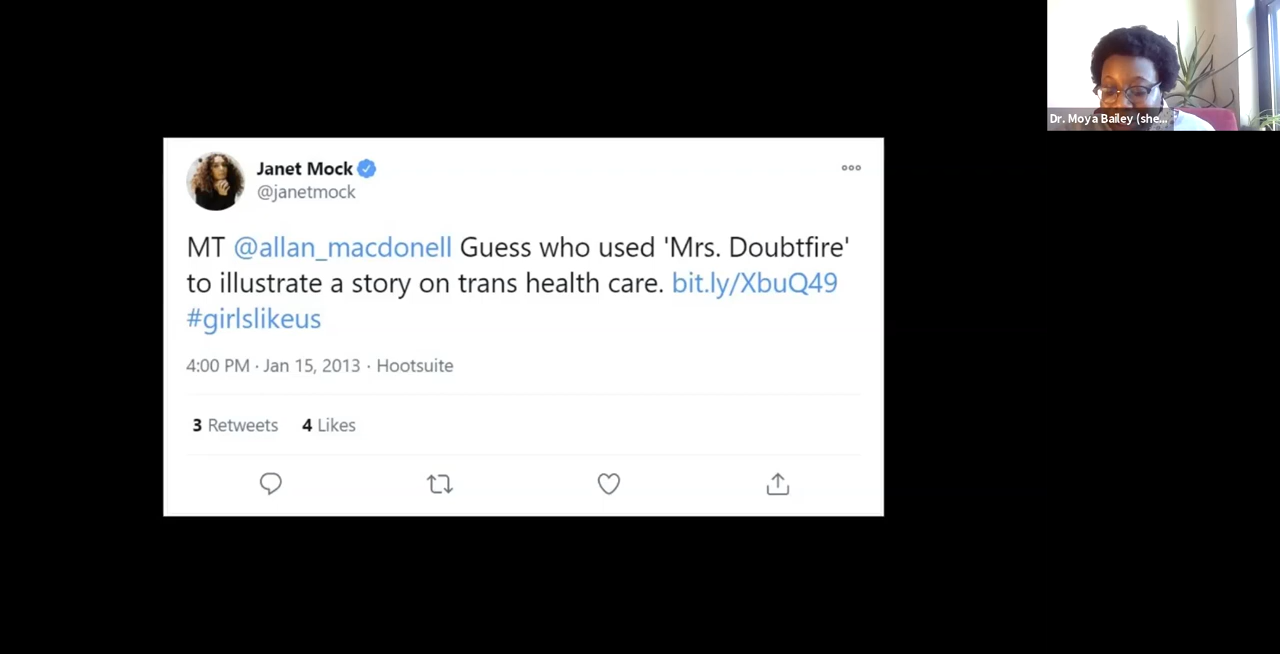 Dr. Moya Bailey (she...
Janet Mock
@janetmock
MT @allan_macdonell Guess who used 'Mrs. Doubtfire'
to illustrate a story on trans health care. bit.ly/XbuQ49
#girlslikeus
4:00 PM · Jan 15, 2013 · Hootsuite
3 Retweets 4 Likes